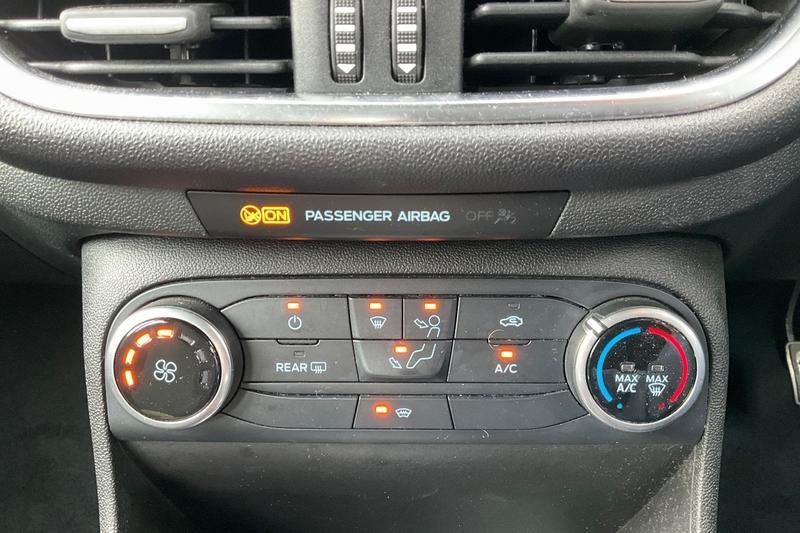 ON PASSENGER AIRBAG OFF
REAR
A/C
MAX A/C
MAX